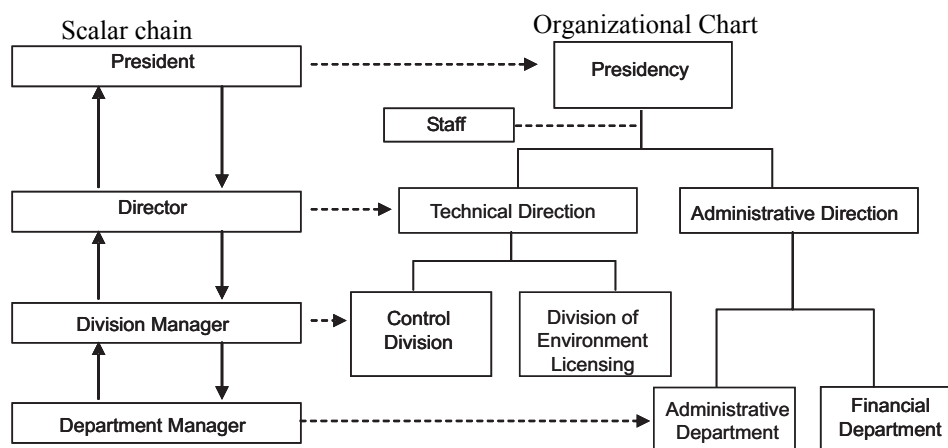 Scalar chain
Organizational Chart
President
Presidency
Staff
Director
Technical Direction
Administrative Direction
Division Manager
Control
Division
Division of
Environment
Licensing
Department Manager
Administrative
Department
Financial
Department